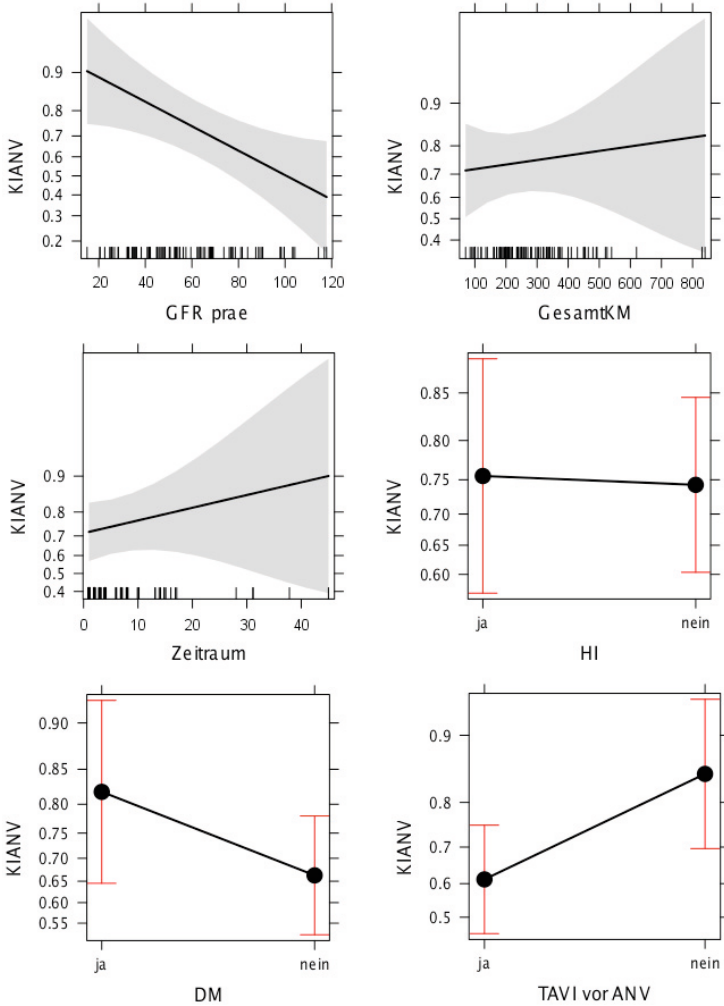 KIANV
0.9
0.8
0.7
0.6
0.5
0.4
0.3
0.2
20 40 60 80 100 120
GFR prae
KIANV
0.9
0.8
0.7
0.6
0.5
0.4
100 200 300 400 500 600 700 800
GesamtKM
KIANV
0.9
0.8
0.7
0.6
0.5
0.4
0 10 20 30 40
Zeitraum
KIANV
0.85
0.80
0.75
0.70
0.65
0.60
ja nein
HI
KIANV
0.90
0.85
0.80
0.75
0.70
0.65
0.60
0.55
ja nein
DM
KIANV
0.9
0.8
0.7
0.6
0.5
ja nein
TAVI vor ANV